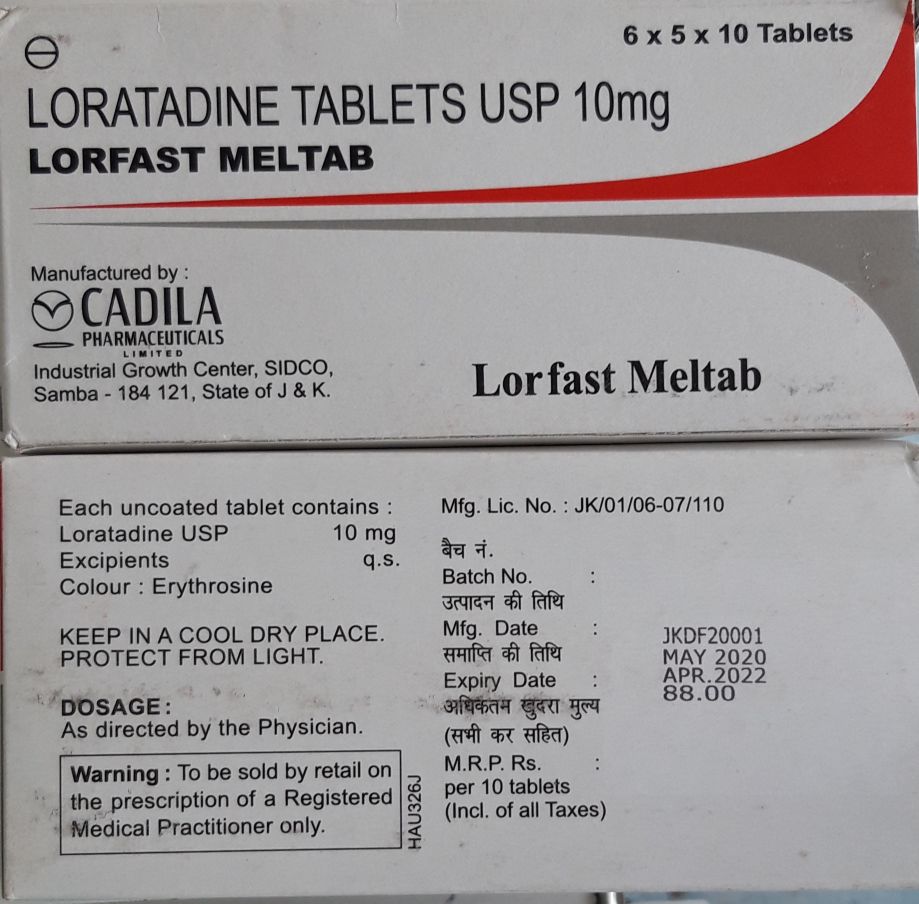 6 x 5 x 10 Tablets
LORATADINE TABLETS USP 10mg
LORFAST MELTAB
Manufactured by :
CADILA
PHARMACEUTICALS
LIMITED
Industrial Growth Center, SIDCO,
Samba - 184 121, State of J & K.
Lorfast Meltab
Each uncoated tablet contains :
Loratadine USP 10 mg
Excipients q.s.
Colour : Erythrosine
KEEP IN A COOL DRY PLACE.
PROTECT FROM LIGHT.
DOSAGE :
As directed by the Physician.
Warning : To be sold by retail on
the prescription of a Registered
Medical Practitioner only.
HAU326J
Mfg. Lic. No. : JK/01/06-07/110
बैच नं.
Batch No. :
उत्पादन की तिथि
Mfg. Date :
समाप्ति की तिथि
Expiry Date :
अधिकतम खुदरा मुल्य
(सभी कर सहित)
M.R.P. Rs. :
per 10 tablets
(Incl. of all Taxes)
JKDF20001
MAY 2020
APR.2022
88.00